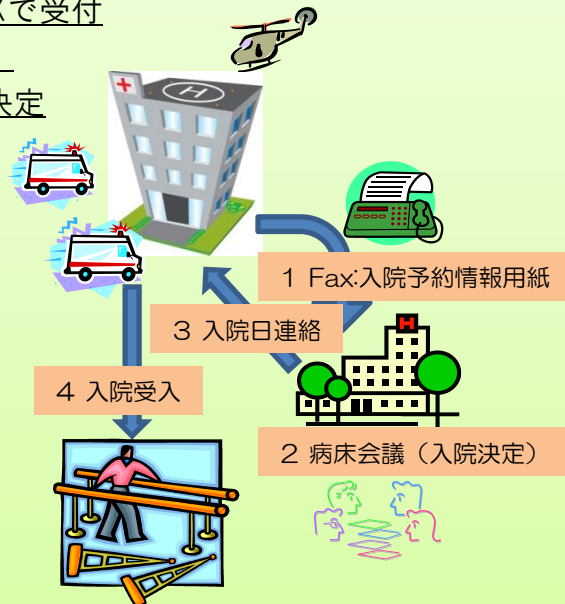 Xで受付
決定
1 Fax:入院予約情報用紙
3 入院日連絡
4 入院受入
2 病床会議（入院決定）
H
H